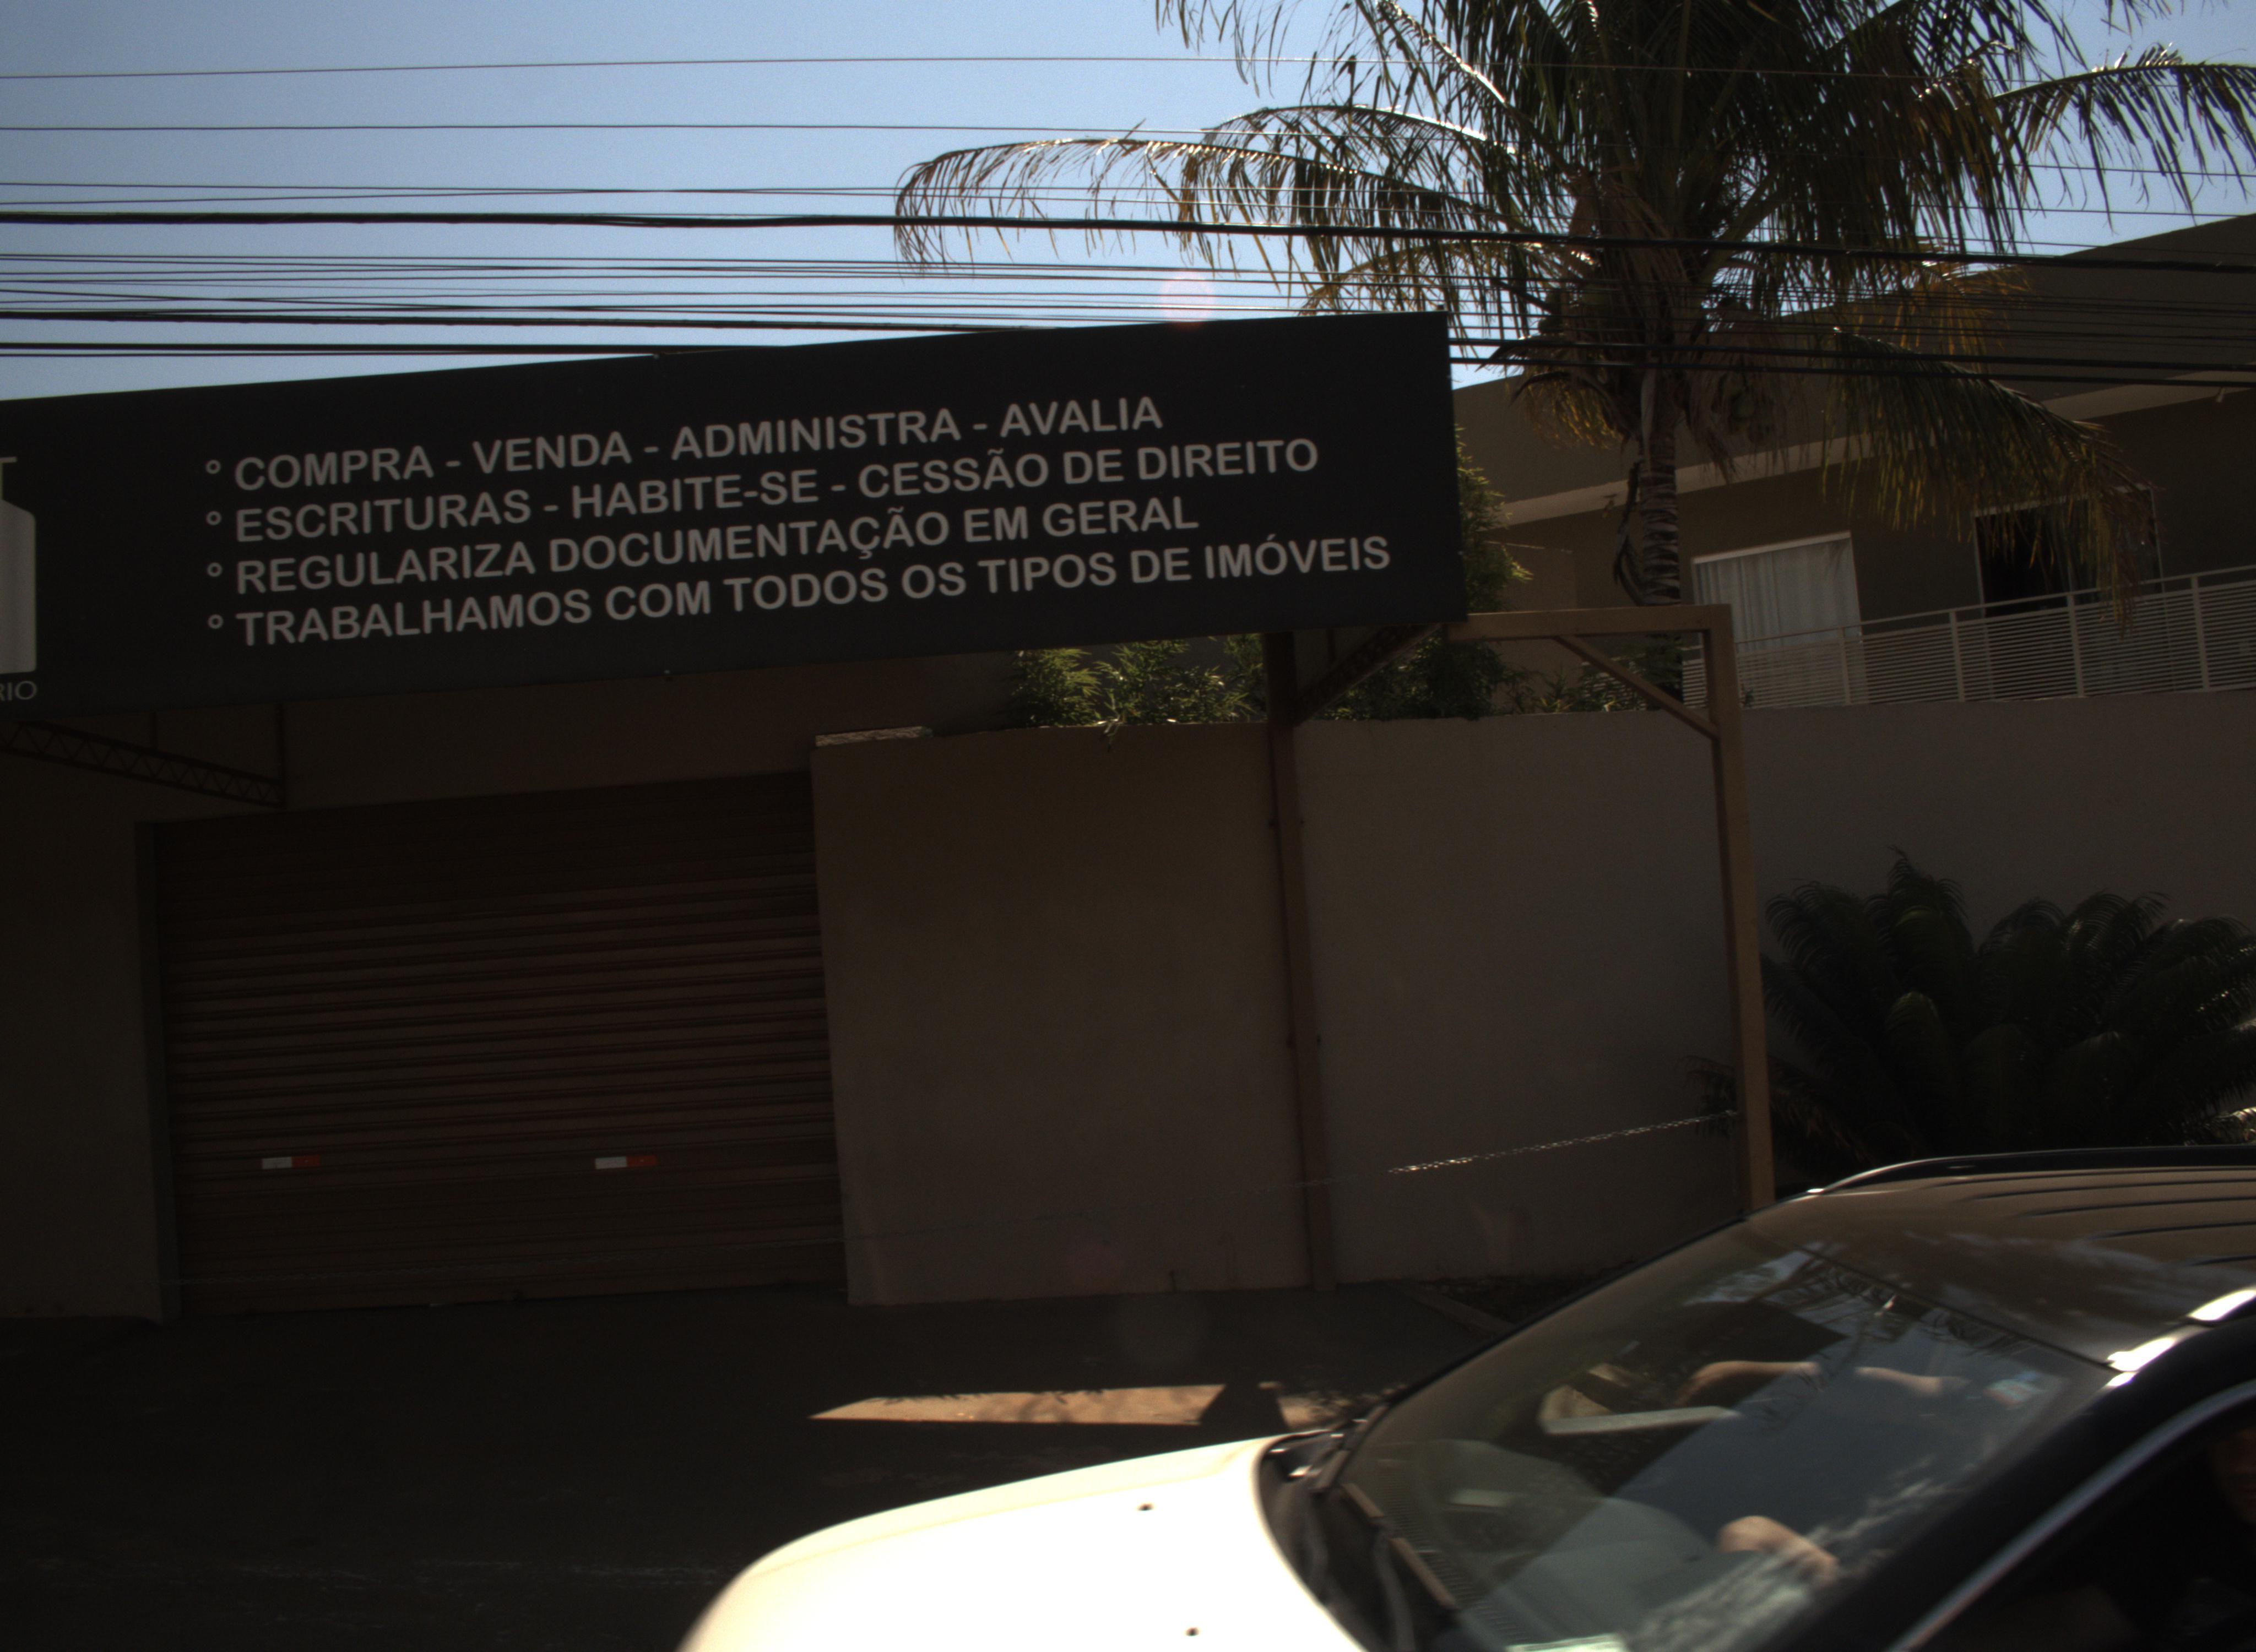 ° COMPRA - VENDA - ADMINISTRA - AVALIA
° ESCRITURAS - HABITE-SE - CESSÃO DE DIREITO
° REGULARIZA DOCUMENTAÇÃO EM GERAL
° TRABALHAMOS COM TODOS OS TIPOS DE IMÓVEIS